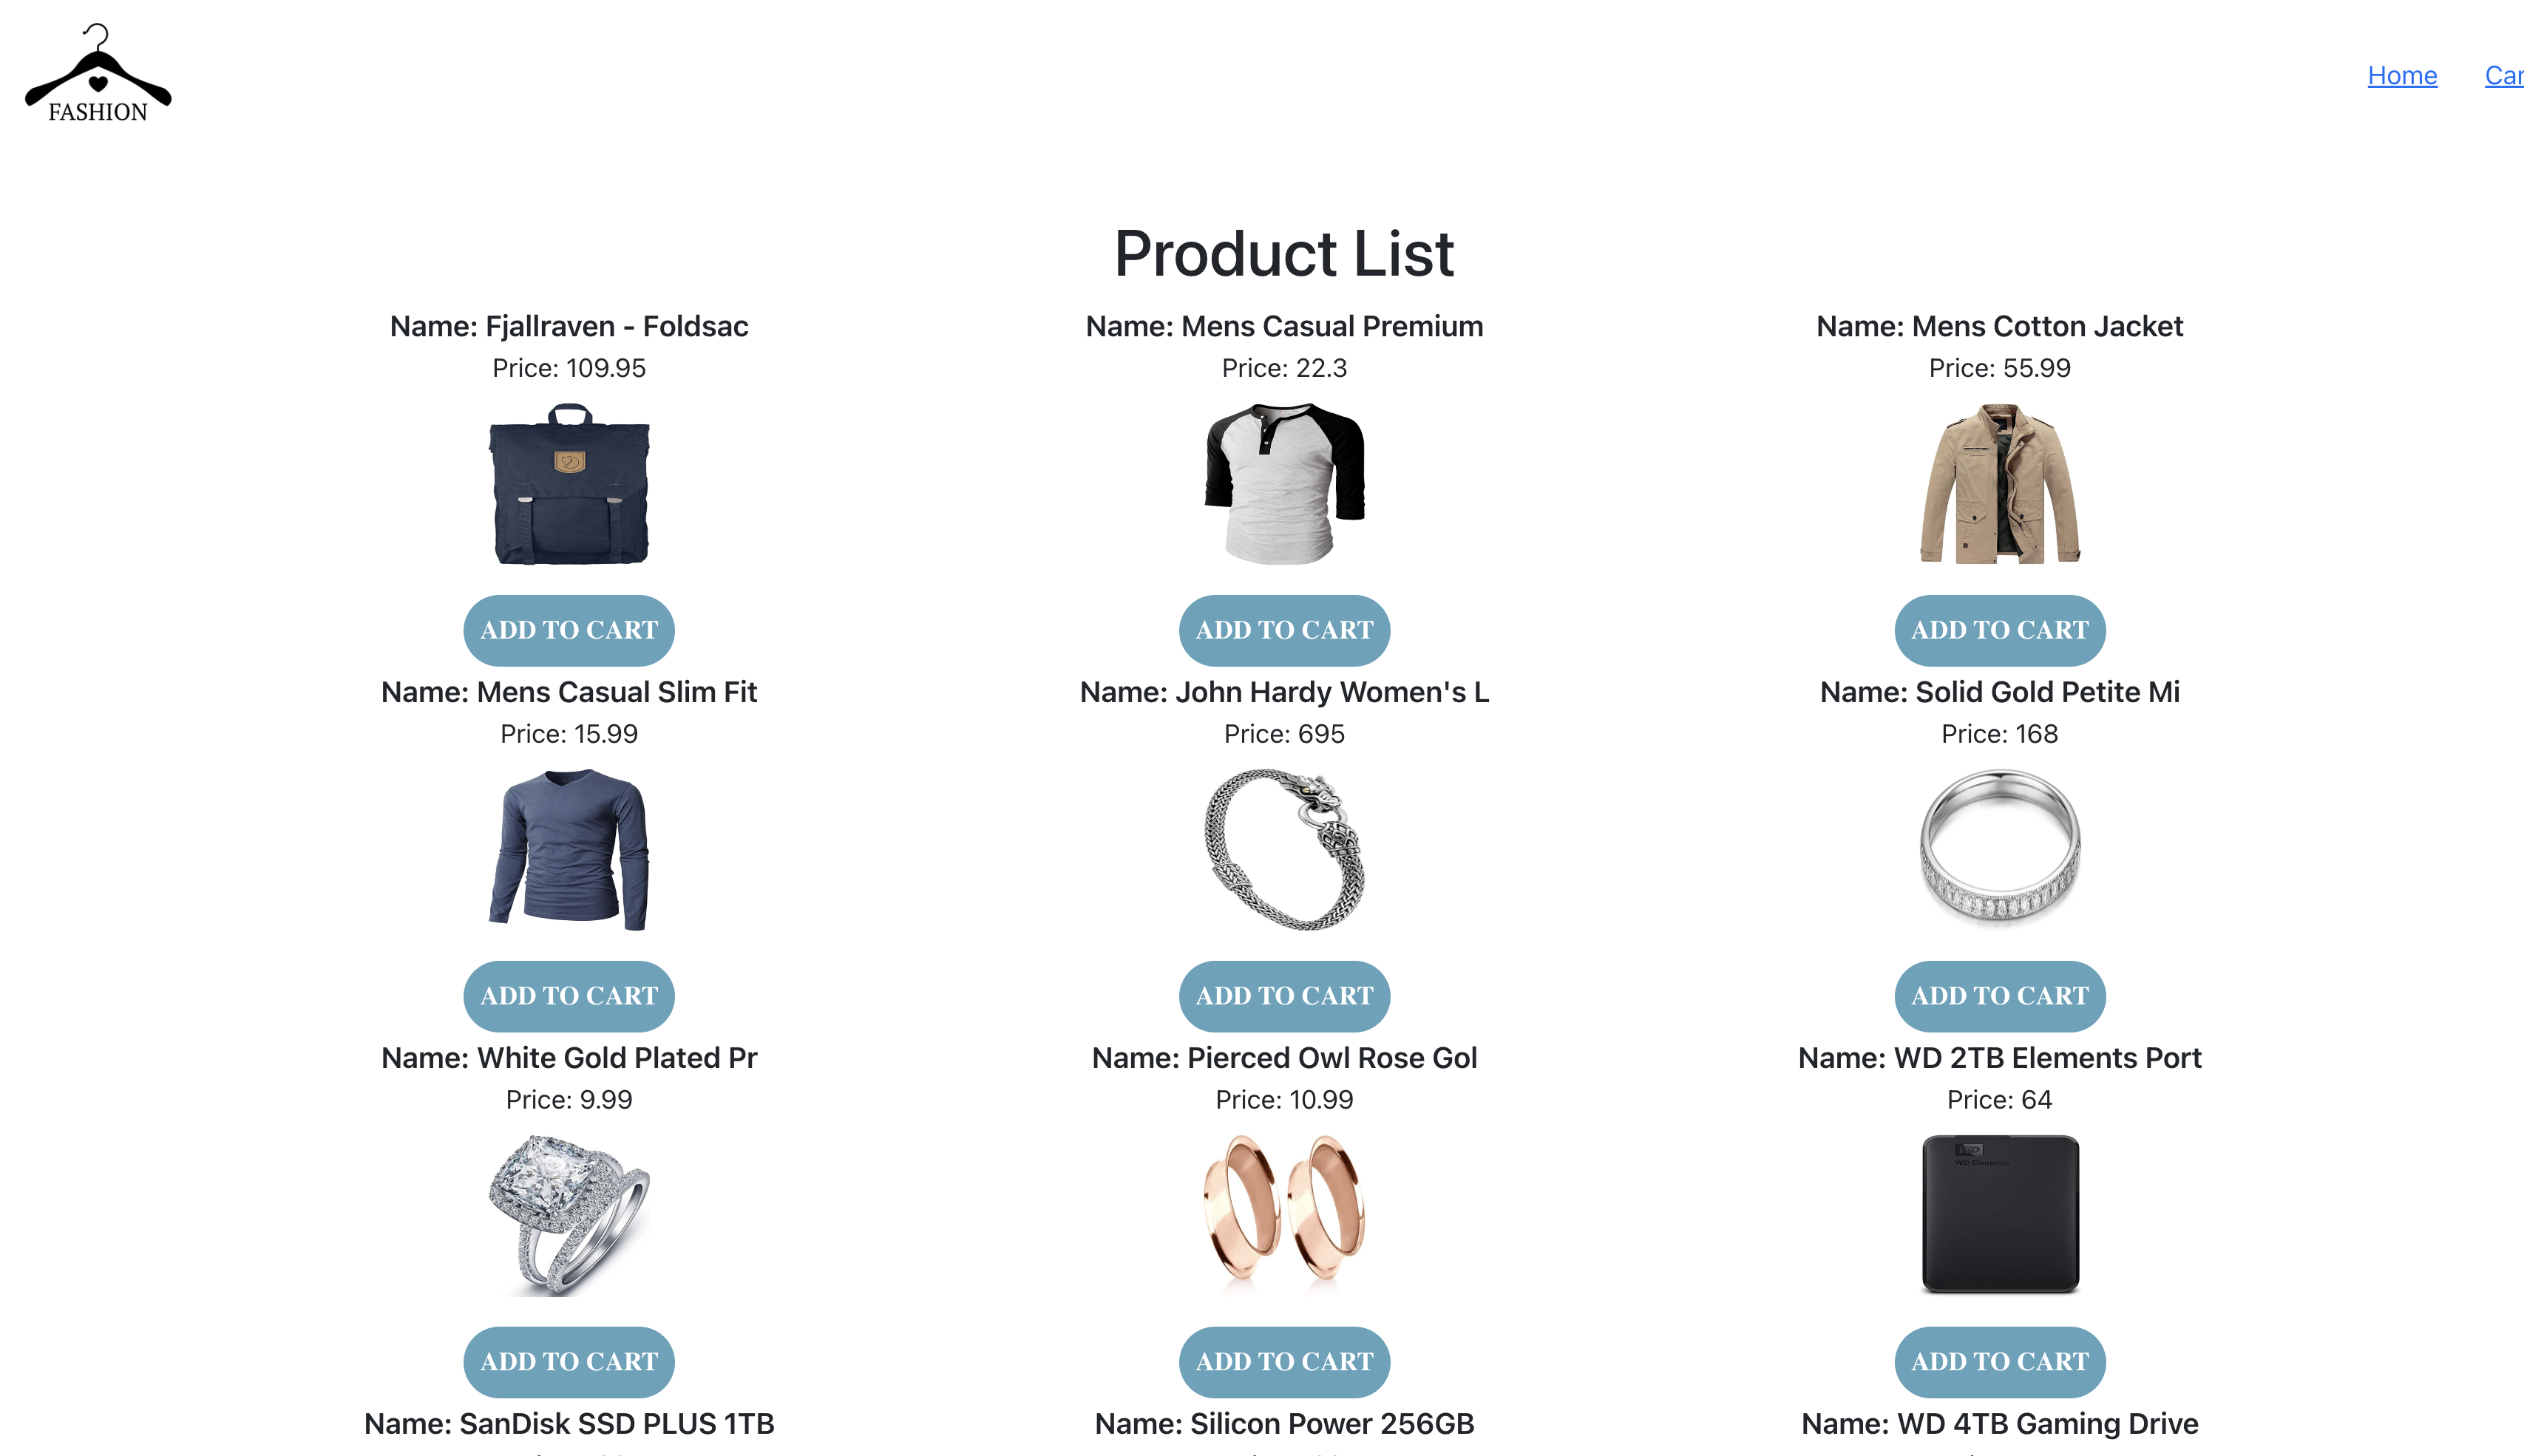 FASHION
Home Car
Product List
Name: Fjallraven - Foldsac
Name: Mens Casual Premium
Name: Mens Cotton Jacket
Price: 109.95
Price: 22.3
Price: 55.99
ADD TO CART
ADD TO CART
ADD TO CART
Name: Mens Casual Slim Fit
Name: John Hardy Women's L
Name: Solid Gold Petite Mi
Price: 15.99
Price: 695
Price: 168
ADD TO CART
ADD TO CART
ADD TO CART
Name: White Gold Plated Pr
Name: Pierced Owl Rose Gol
Name: WD 2TB Elements Port
Price: 9.99
Price: 10.99
Price: 64
WD
WD Elements
ADD TO CART
ADD TO CART
ADD TO CART
Name: SanDisk SSD PLUS 1TB
Name: Silicon Power 256GB
Name: WD 4TB Gaming Drive